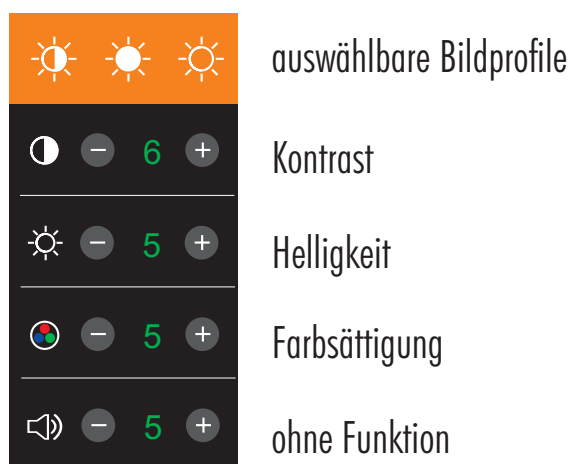 auswählbare Bildprofile
− 6 + Kontrast
− 5 + Helligkeit
− 5 + Farbsättigung
− 5 + ohne Funktion